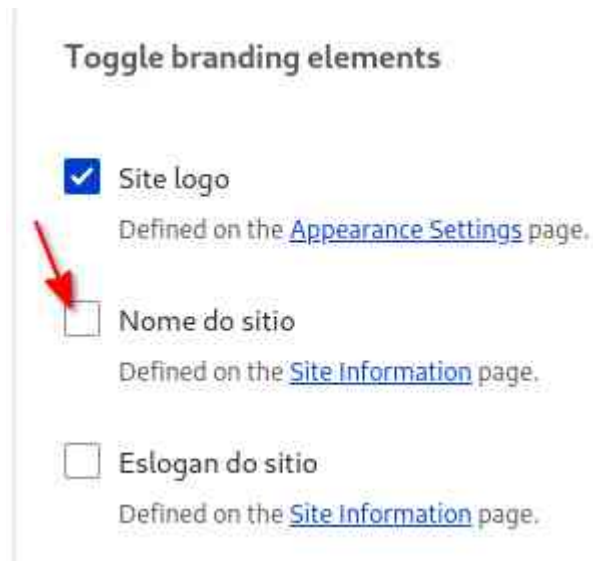 Toggle branding elements
Site logo
Defined on the Appearance Settings page.
Nome do sitio
Defined on the Site Information page.
Eslogan do sitio
Defined on the Site Information page.